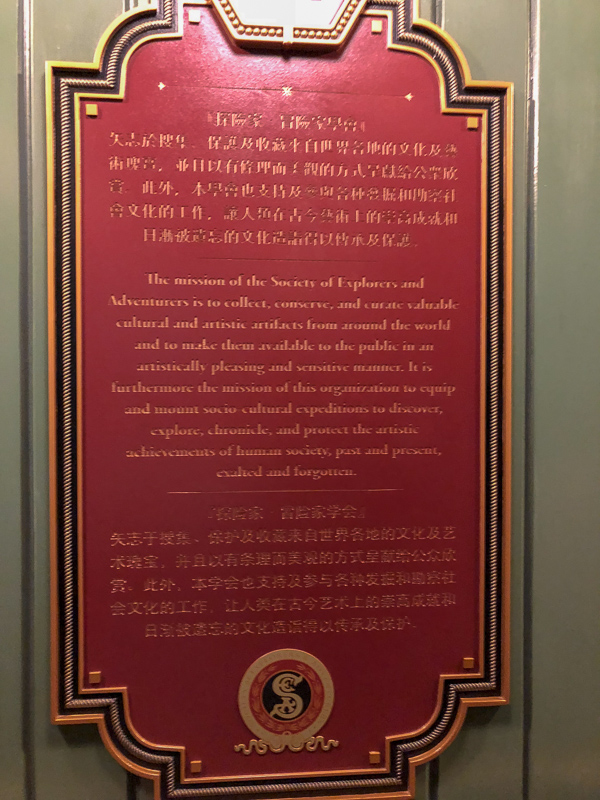 『探險家 冒險家學會』
矢志於搜集、保護及收藏來自世界各地的文化及藝
術瑰寶，並且以有條理而美觀的方式呈獻給公眾欣
賞。此外，本學會也支持及參與各種發掘和勘察社
會文化的工作，讓人類在古今藝術上的崇高成就和
日漸被遺忘的文化造詣得以傳承及保護。
The mission of the Society of Explorers and
Adventurers is to collect, conserve, and curate valuable
cultural and artistic artifacts from around the world
and to make them available to the public in an
artistically pleasing and sensitive manner. It is
furthermore the mission of this organization to equip
and mount socio-cultural expeditions to discover,
explore, chronicle, and protect the artistic
achievements of human society, past and present,
exalted and forgotten.
『探险家 冒险家学会』
矢志于搜集、保护及收藏来自世界各地的文化及艺
术瑰宝，并且以有条理而美观的方式呈献给公众欣
赏。此外，本学会也支持及参与各种发掘和勘察社
会文化的工作，让人类在古今艺术上的崇高成就和
日渐被遗忘的文化造诣得以传承及保护。